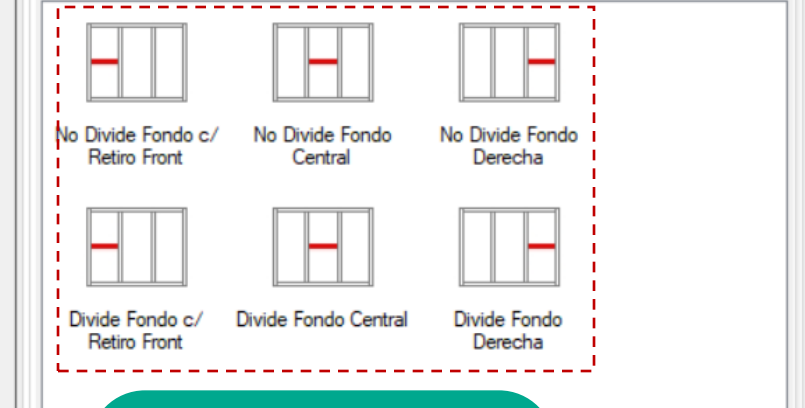 No Divide Fondo c/
Retiro Front
No Divide Fondo
Central
No Divide Fondo
Derecha
Divide Fondo c/
Retiro Front
Divide Fondo Central
Divide Fondo
Derecha